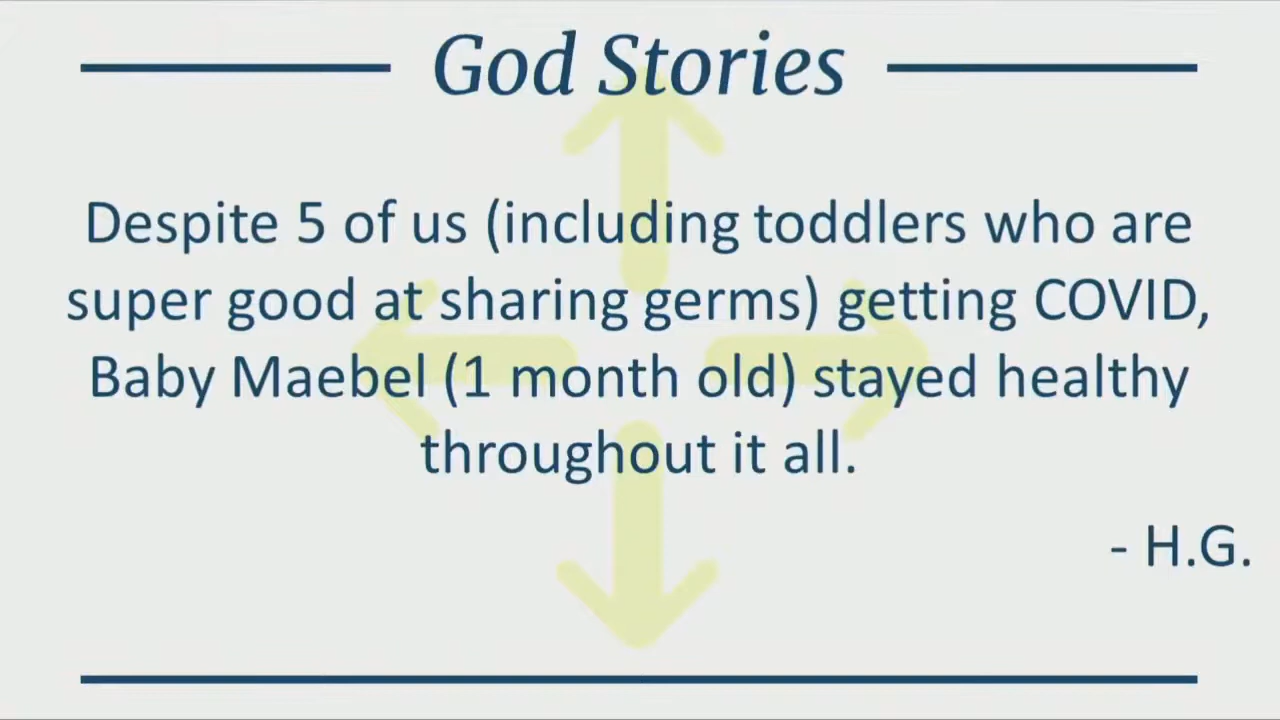 God Stories
Despite 5 of us (including toddlers who are
super good at sharing germs) getting COVID,
Baby Maebel (1 month old) stayed healthy
throughout it all.
- H.G.